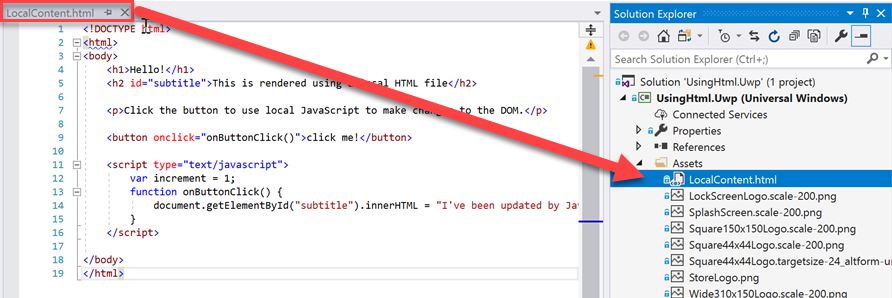 LocalContent.html
1 <!DOCTYPE html>
2 <html>
3 <body>
4 <h1>Hello!</h1>
5 <h2 id="subtitle">This is rendered using local HTML file</h2>
6
7 <p>Click the button to use local JavaScript to make to the DOM.</p>
8
9 <button onclick="onButtonClick()">click me!</button>
10
11 <script type="text/javascript">
12 var increment = 1;
13 function onButtonClick() {
14 document.getElementById("subtitle").innerHTML = "I've been updated by Jav
15 }
16 </script>
17
18 </body>
19 </html>
Solution Explorer
Search Solution Explorer (Ctrl+;)
Solution 'UsingHtml.Uwp' (1 project)
UsingHtml.Uwp (Universal Windows)
Connected Services
Properties
References
Assets
LocalContent.html
LockScreenLogo.scale-200.png
SplashScreen.scale-200.png
Square150x150Logo.scale-200.png
Square44x44Logo.scale-200.png
Square44x44Logo.targetsize-24_altform-un
StoreLogo.png
Wide310x150Logo.scale-200.png